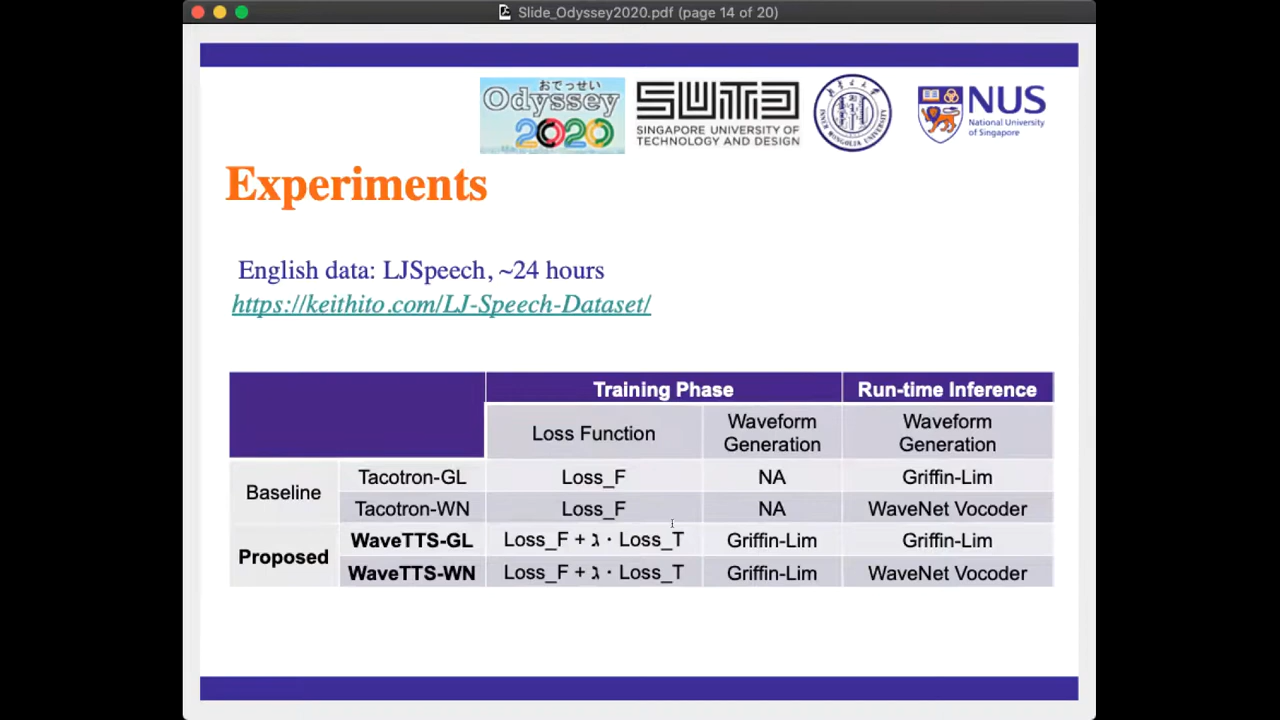 Slide_Odyssey2020.pdf (page 14 of 20)
おでっせい
Odyssey
2020
SUTD
SINGAPORE UNIVERSITY OF
TECHNOLOGY AND DESIGN
INNER MONGOLIA UNIVERSITY
NUS
National University
of Singapore
Experiments
English data: LJSpeech, ~24 hours
https://keithito.com/LJ-Speech-Dataset/
Training Phase Run-time Inference
Loss Function Waveform Generation Waveform Generation
Baseline
Tacotron-GL Loss_F NA Griffin-Lim
Tacotron-WN Loss_F NA WaveNet Vocoder
Proposed
WaveTTS-GL Loss_F + λ · Loss_T Griffin-Lim Griffin-Lim
WaveTTS-WN Loss_F + λ · Loss_T Griffin-Lim WaveNet Vocoder